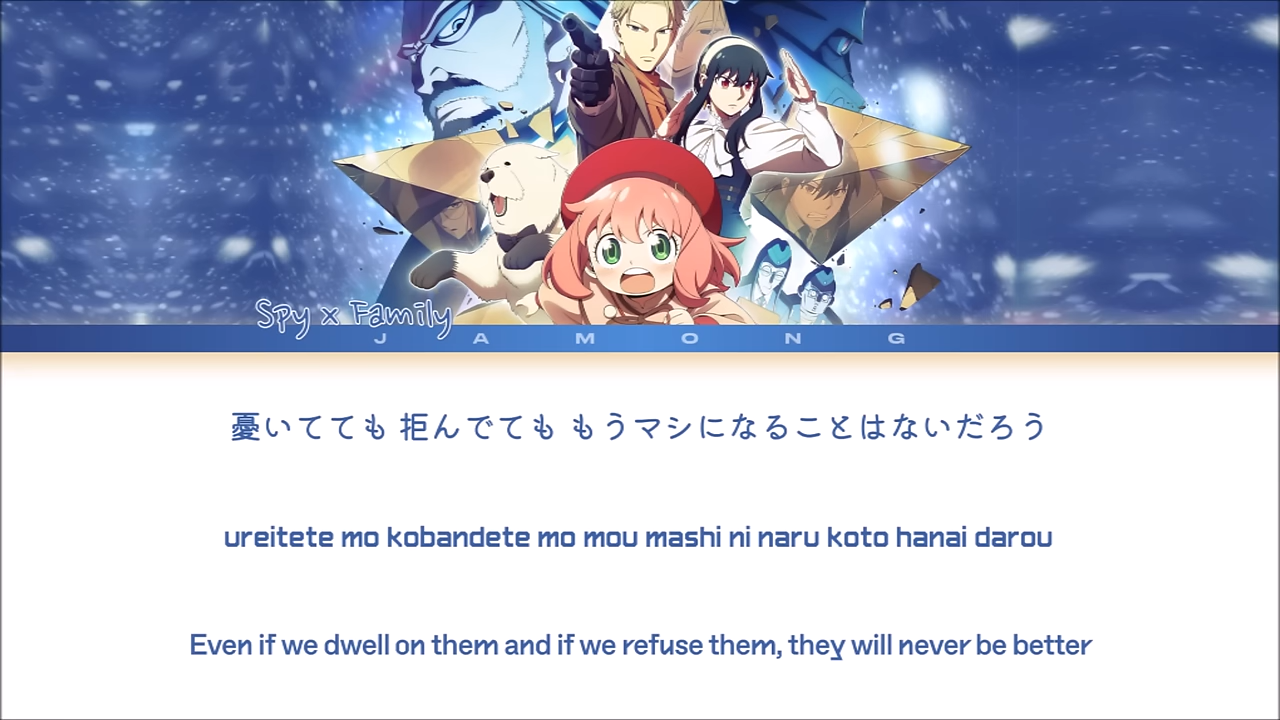 Spy x Family
JAMONG
憂いてても 拒んでても もうマシになることはないだろう
ureitete mo kobandete mo mou mashi ni naru koto hanai darou
Even if we dwell on them and if we refuse them, they will never be better